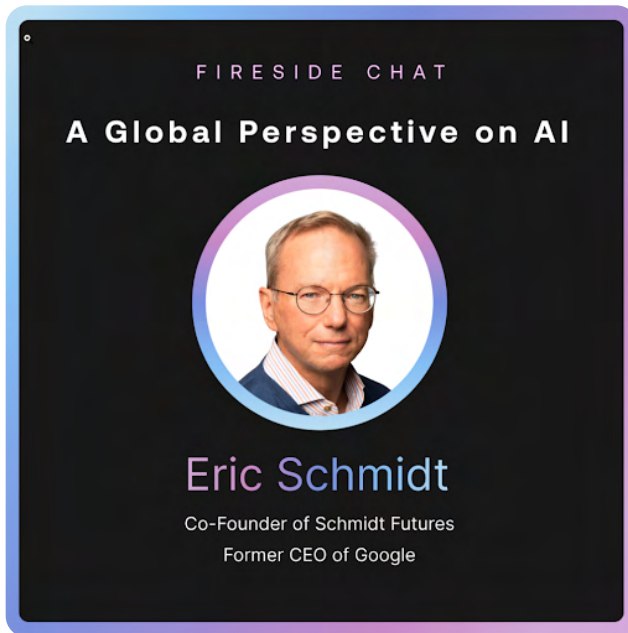 FIRESIDE CHAT
A Global Perspective on AI
Eric Schmidt
Co-Founder of Schmidt Futures
Former CEO of Google